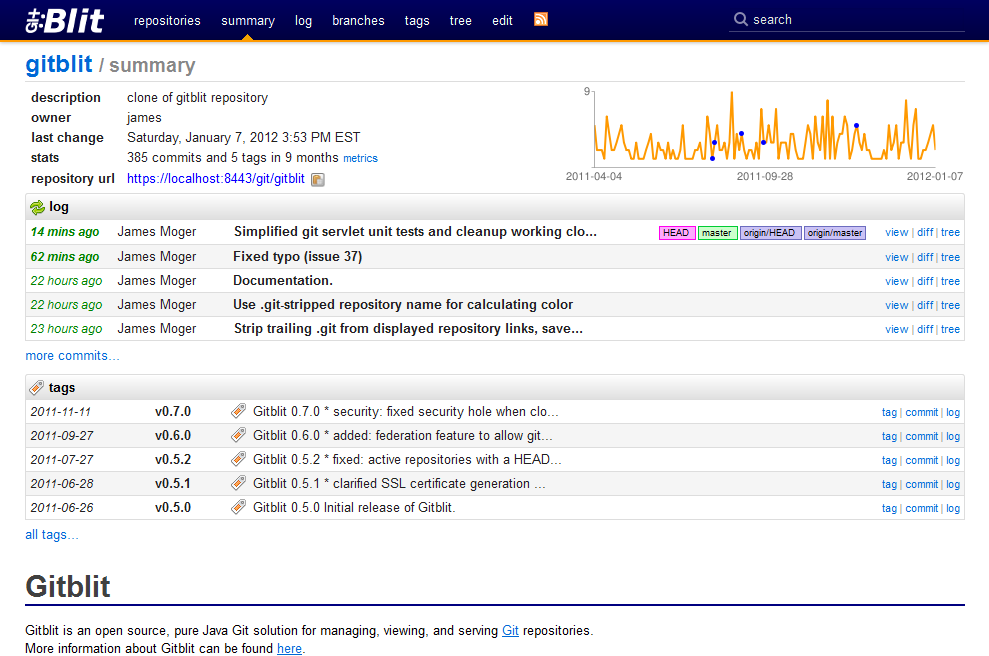 git:Blit repositories summary log branches tags tree edit search
gitblit / summary
description clone of gitblit repository
owner james
last change Saturday, January 7, 2012 3:53 PM EST
stats 385 commits and 5 tags in 9 months metrics
repository url https://localhost:8443/git/gitblit
9
2011-04-04 2011-09-28 2012-01-07
log
14 mins ago James Moger Simplified git servlet unit tests and cleanup working clo... HEAD master origin/HEAD origin/master view | diff | tree
62 mins ago James Moger Fixed typo (issue 37) view | diff | tree
22 hours ago James Moger Documentation. view | diff | tree
22 hours ago James Moger Use .git-stripped repository name for calculating color view | diff | tree
23 hours ago James Moger Strip trailing .git from displayed repository links, save... view | diff | tree
more commits...
tags
2011-11-11 v0.7.0 Gitblit 0.7.0 * security: fixed security hole when clo... tag | commit | log
2011-09-27 v0.6.0 Gitblit 0.6.0 * added: federation feature to allow git... tag | commit | log
2011-07-27 v0.5.2 Gitblit 0.5.2 * fixed: active repositories with a HEAD... tag | commit | log
2011-06-28 v0.5.1 Gitblit 0.5.1 * clarified SSL certificate generation ... tag | commit | log
2011-06-26 v0.5.0 Gitblit 0.5.0 Initial release of Gitblit. tag | commit | log
all tags...
Gitblit
Gitblit is an open source, pure Java Git solution for managing, viewing, and serving Git repositories.
More information about Gitblit can be found here.